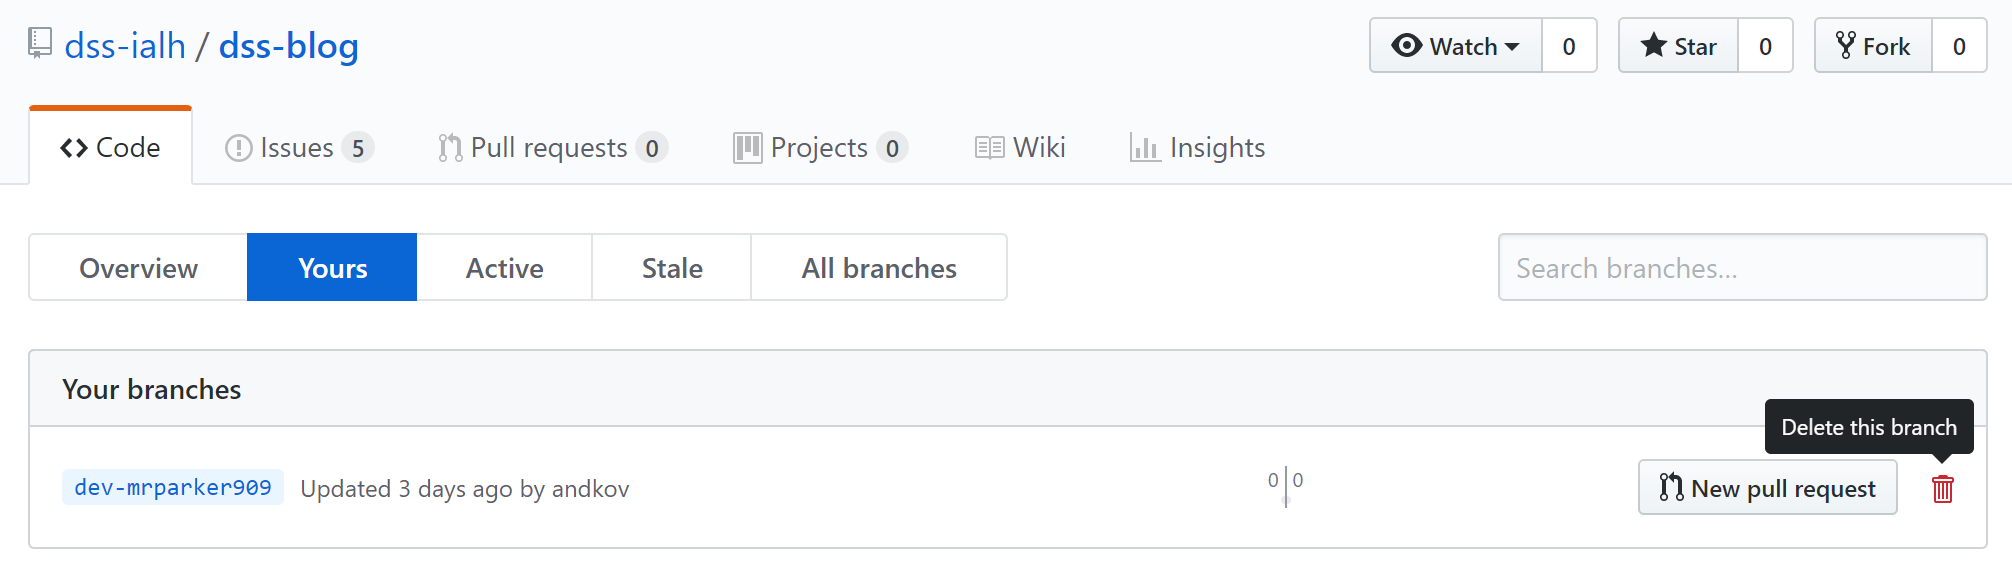 dss-ialh / dss-blog
Watch 0 Star 0 Fork 0
Code Issues 5 Pull requests 0 Projects 0 Wiki Insights
Overview Yours Active Stale All branches Search branches...
Your branches
Delete this branch
dev-mrparker909 Updated 3 days ago by andkov 0 0 New pull request